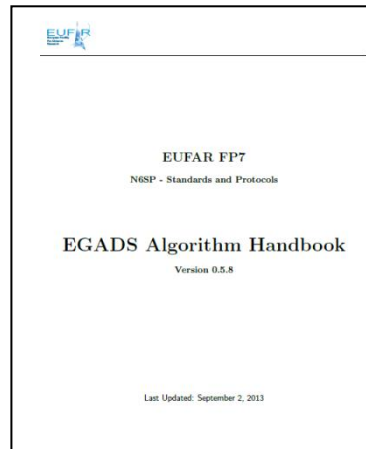 EUFAR
EUFAR FP7
N6SP - Standards and Protocols
EGADS Algorithm Handbook
Version 0.5.8
Last Updated: September 2, 2013